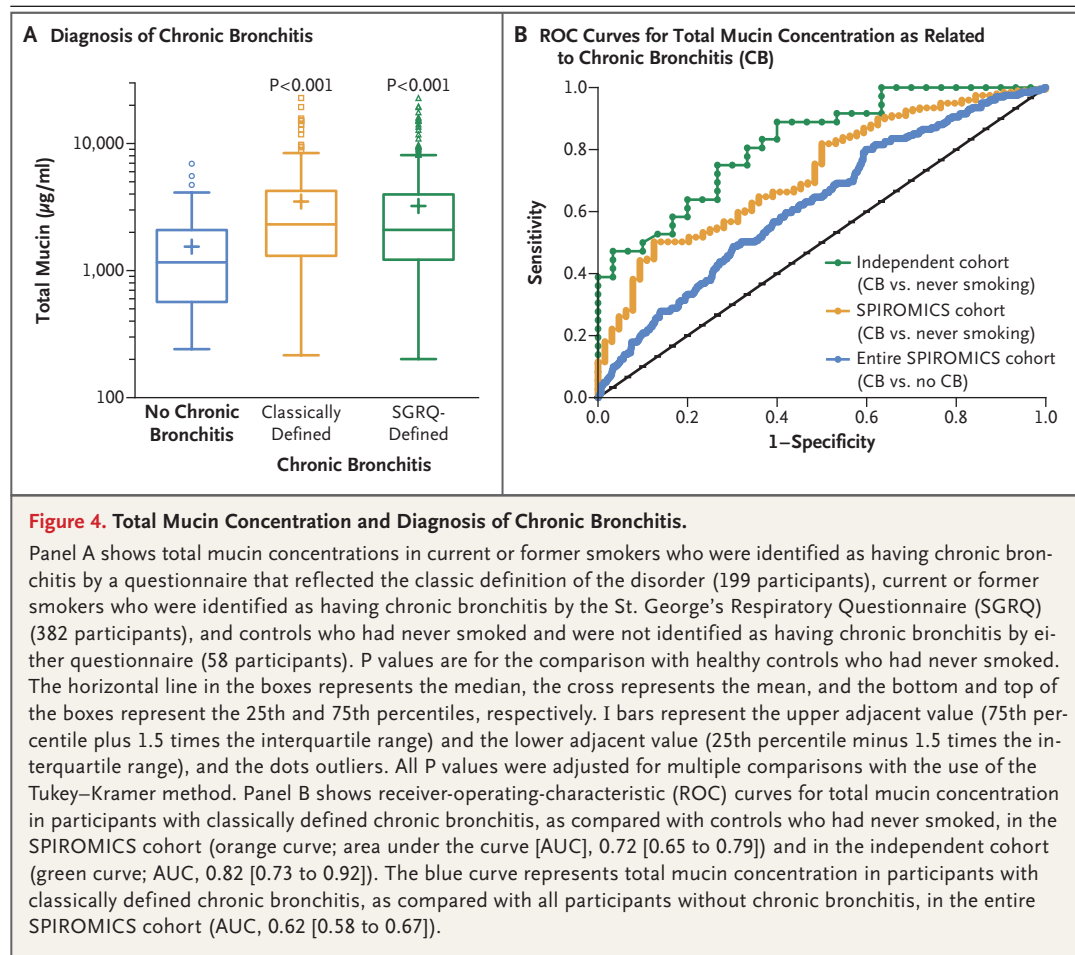 A Diagnosis of Chronic Bronchitis
P<0.001
P<0.001
Total Mucin (µg/ml)
10,000
1,000
100
No Chronic
Bronchitis
Classically
Defined
SGRQ-
Defined
Chronic Bronchitis
B ROC Curves for Total Mucin Concentration as Related
to Chronic Bronchitis (CB)
Sensitivity
1.0
0.8
0.6
0.4
0.2
0.0
Independent cohort
(CB vs. never smoking)
SPIROMICS cohort
(CB vs. never smoking)
Entire SPIROMICS cohort
(CB vs. no CB)
0.0
0.2
0.4
0.6
0.8
1.0
1−Specificity
Figure 4. Total Mucin Concentration and Diagnosis of Chronic Bronchitis.
Panel A shows total mucin concentrations in current or former smokers who were identified as having chronic bron-
chitis by a questionnaire that reflected the classic definition of the disorder (199 participants), current or former
smokers who were identified as having chronic bronchitis by the St. George's Respiratory Questionnaire (SGRQ)
(382 participants), and controls who had never smoked and were not identified as having chronic bronchitis by ei-
ther questionnaire (58 participants). P values are for the comparison with healthy controls who had never smoked.
The horizontal line in the boxes represents the median, the cross represents the mean, and the bottom and top of
the boxes represent the 25th and 75th percentiles, respectively. I bars represent the upper adjacent value (75th per-
centile plus 1.5 times the interquartile range) and the lower adjacent value (25th percentile minus 1.5 times the in-
terquartile range), and the dots outliers. All P values were adjusted for multiple comparisons with the use of the
Tukey–Kramer method. Panel B shows receiver-operating-characteristic (ROC) curves for total mucin concentration
in participants with classically defined chronic bronchitis, as compared with controls who had never smoked, in the
SPIROMICS cohort (orange curve; area under the curve [AUC], 0.72 [0.65 to 0.79]) and in the independent cohort
(green curve; AUC, 0.82 [0.73 to 0.92]). The blue curve represents total mucin concentration in participants with
classically defined chronic bronchitis, as compared with all participants without chronic bronchitis, in the entire
SPIROMICS cohort (AUC, 0.62 [0.58 to 0.67]).